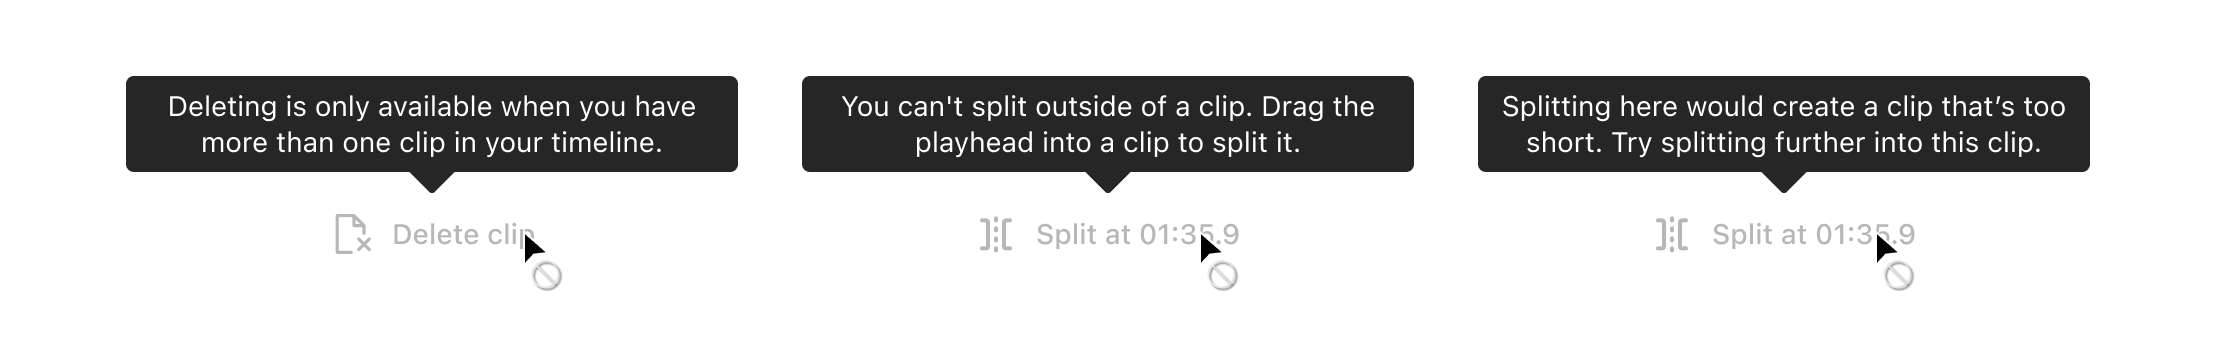 Deleting is only available when you have
more than one clip in your timeline.
Delete clip
You can't split outside of a clip. Drag the
playhead into a clip to split it.
Split at 01:35.9
Splitting here would create a clip that’s too
short. Try splitting further into this clip.
Split at 01:35.9